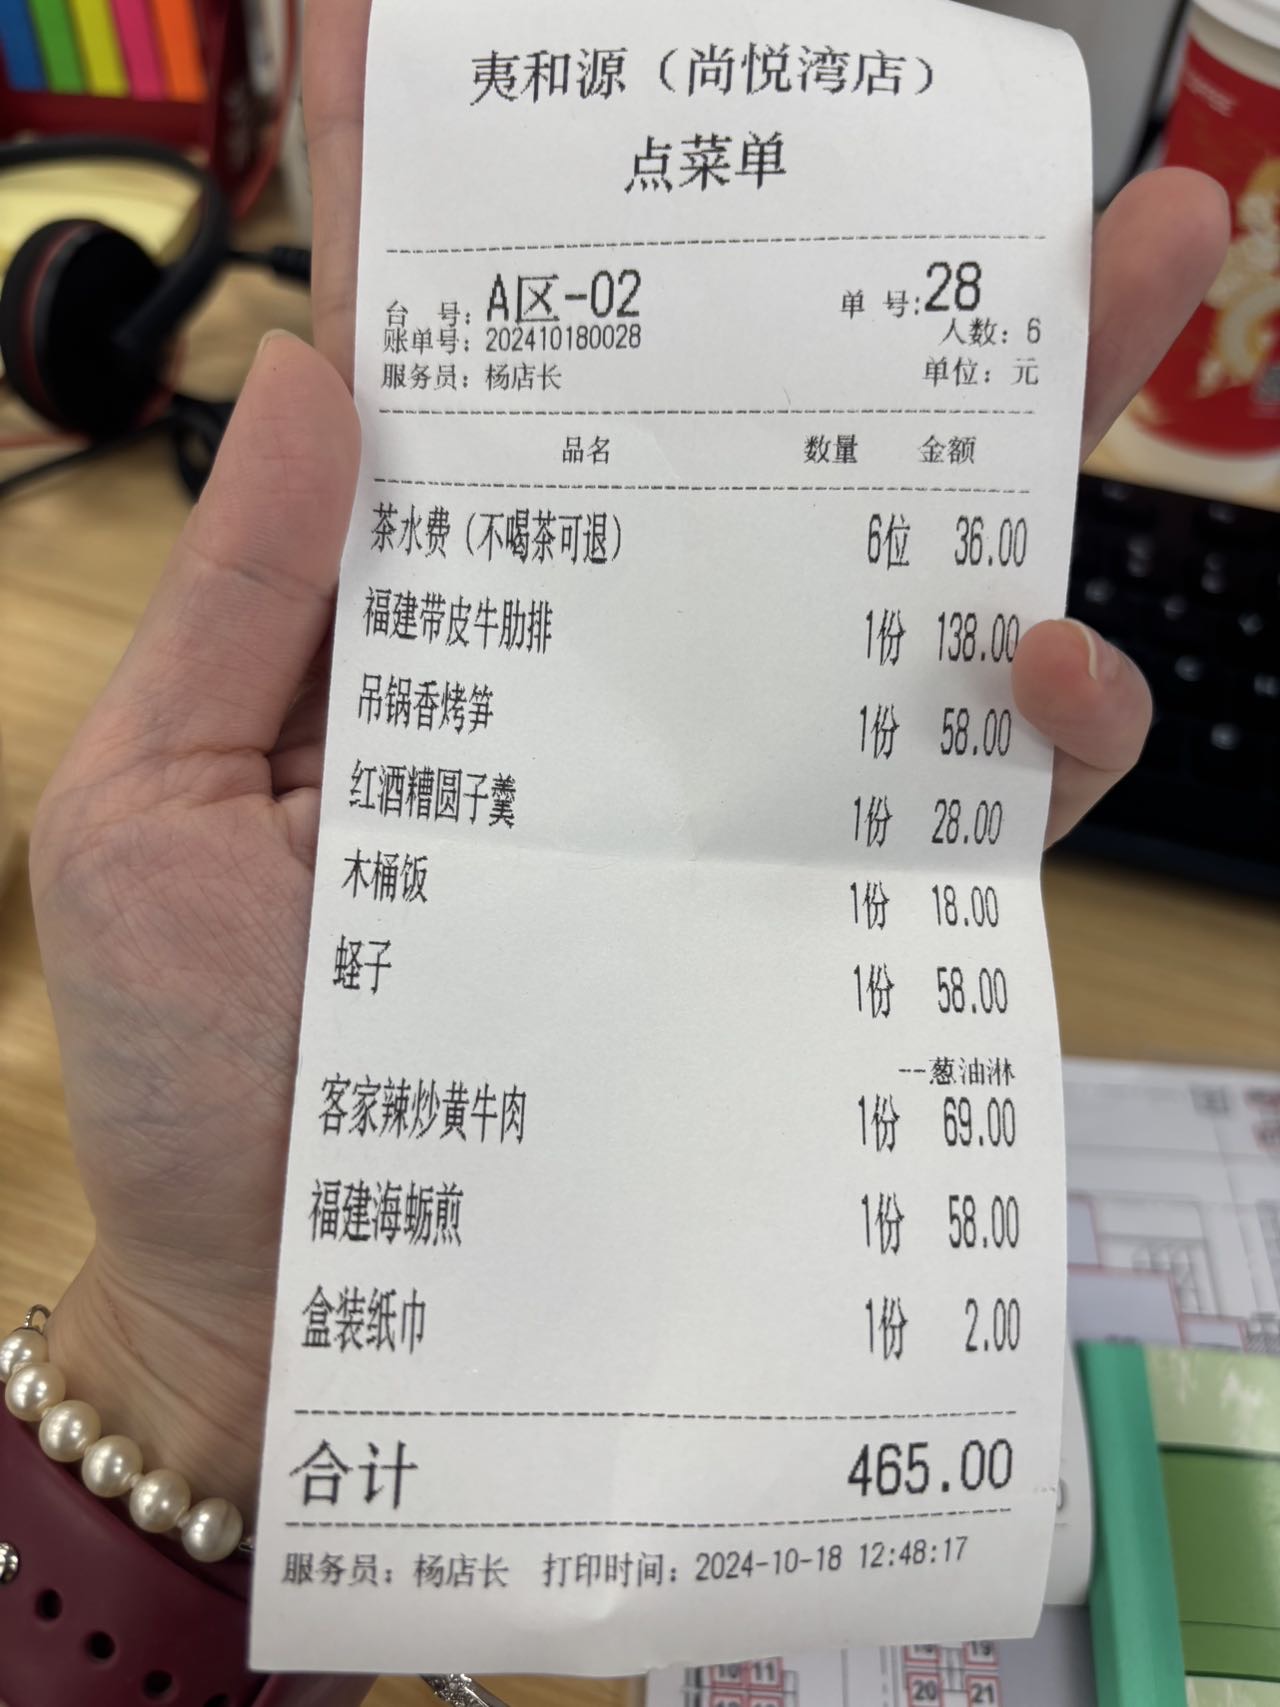 夷和源（尚悦湾店）
点菜单
台 号：A区-02 单 号:28
账单号：202410180028 人数：6
服务员：杨店长 单位：元
品名 数量 金额
茶水费（不喝茶可退） 6位 36.00
福建带皮牛肋排 1份 138.00
吊锅香烤笋 1份 58.00
红酒糟圆子羹 1份 28.00
木桶饭 1份 18.00
蛏子 1份 58.00
--葱油淋
客家辣炒黄牛肉 1份 69.00
福建海蛎煎 1份 58.00
盒装纸巾 1份 2.00
合计 465.00
服务员：杨店长 打印时间：2024-10-18 12:48:17
10 11
19
20 21